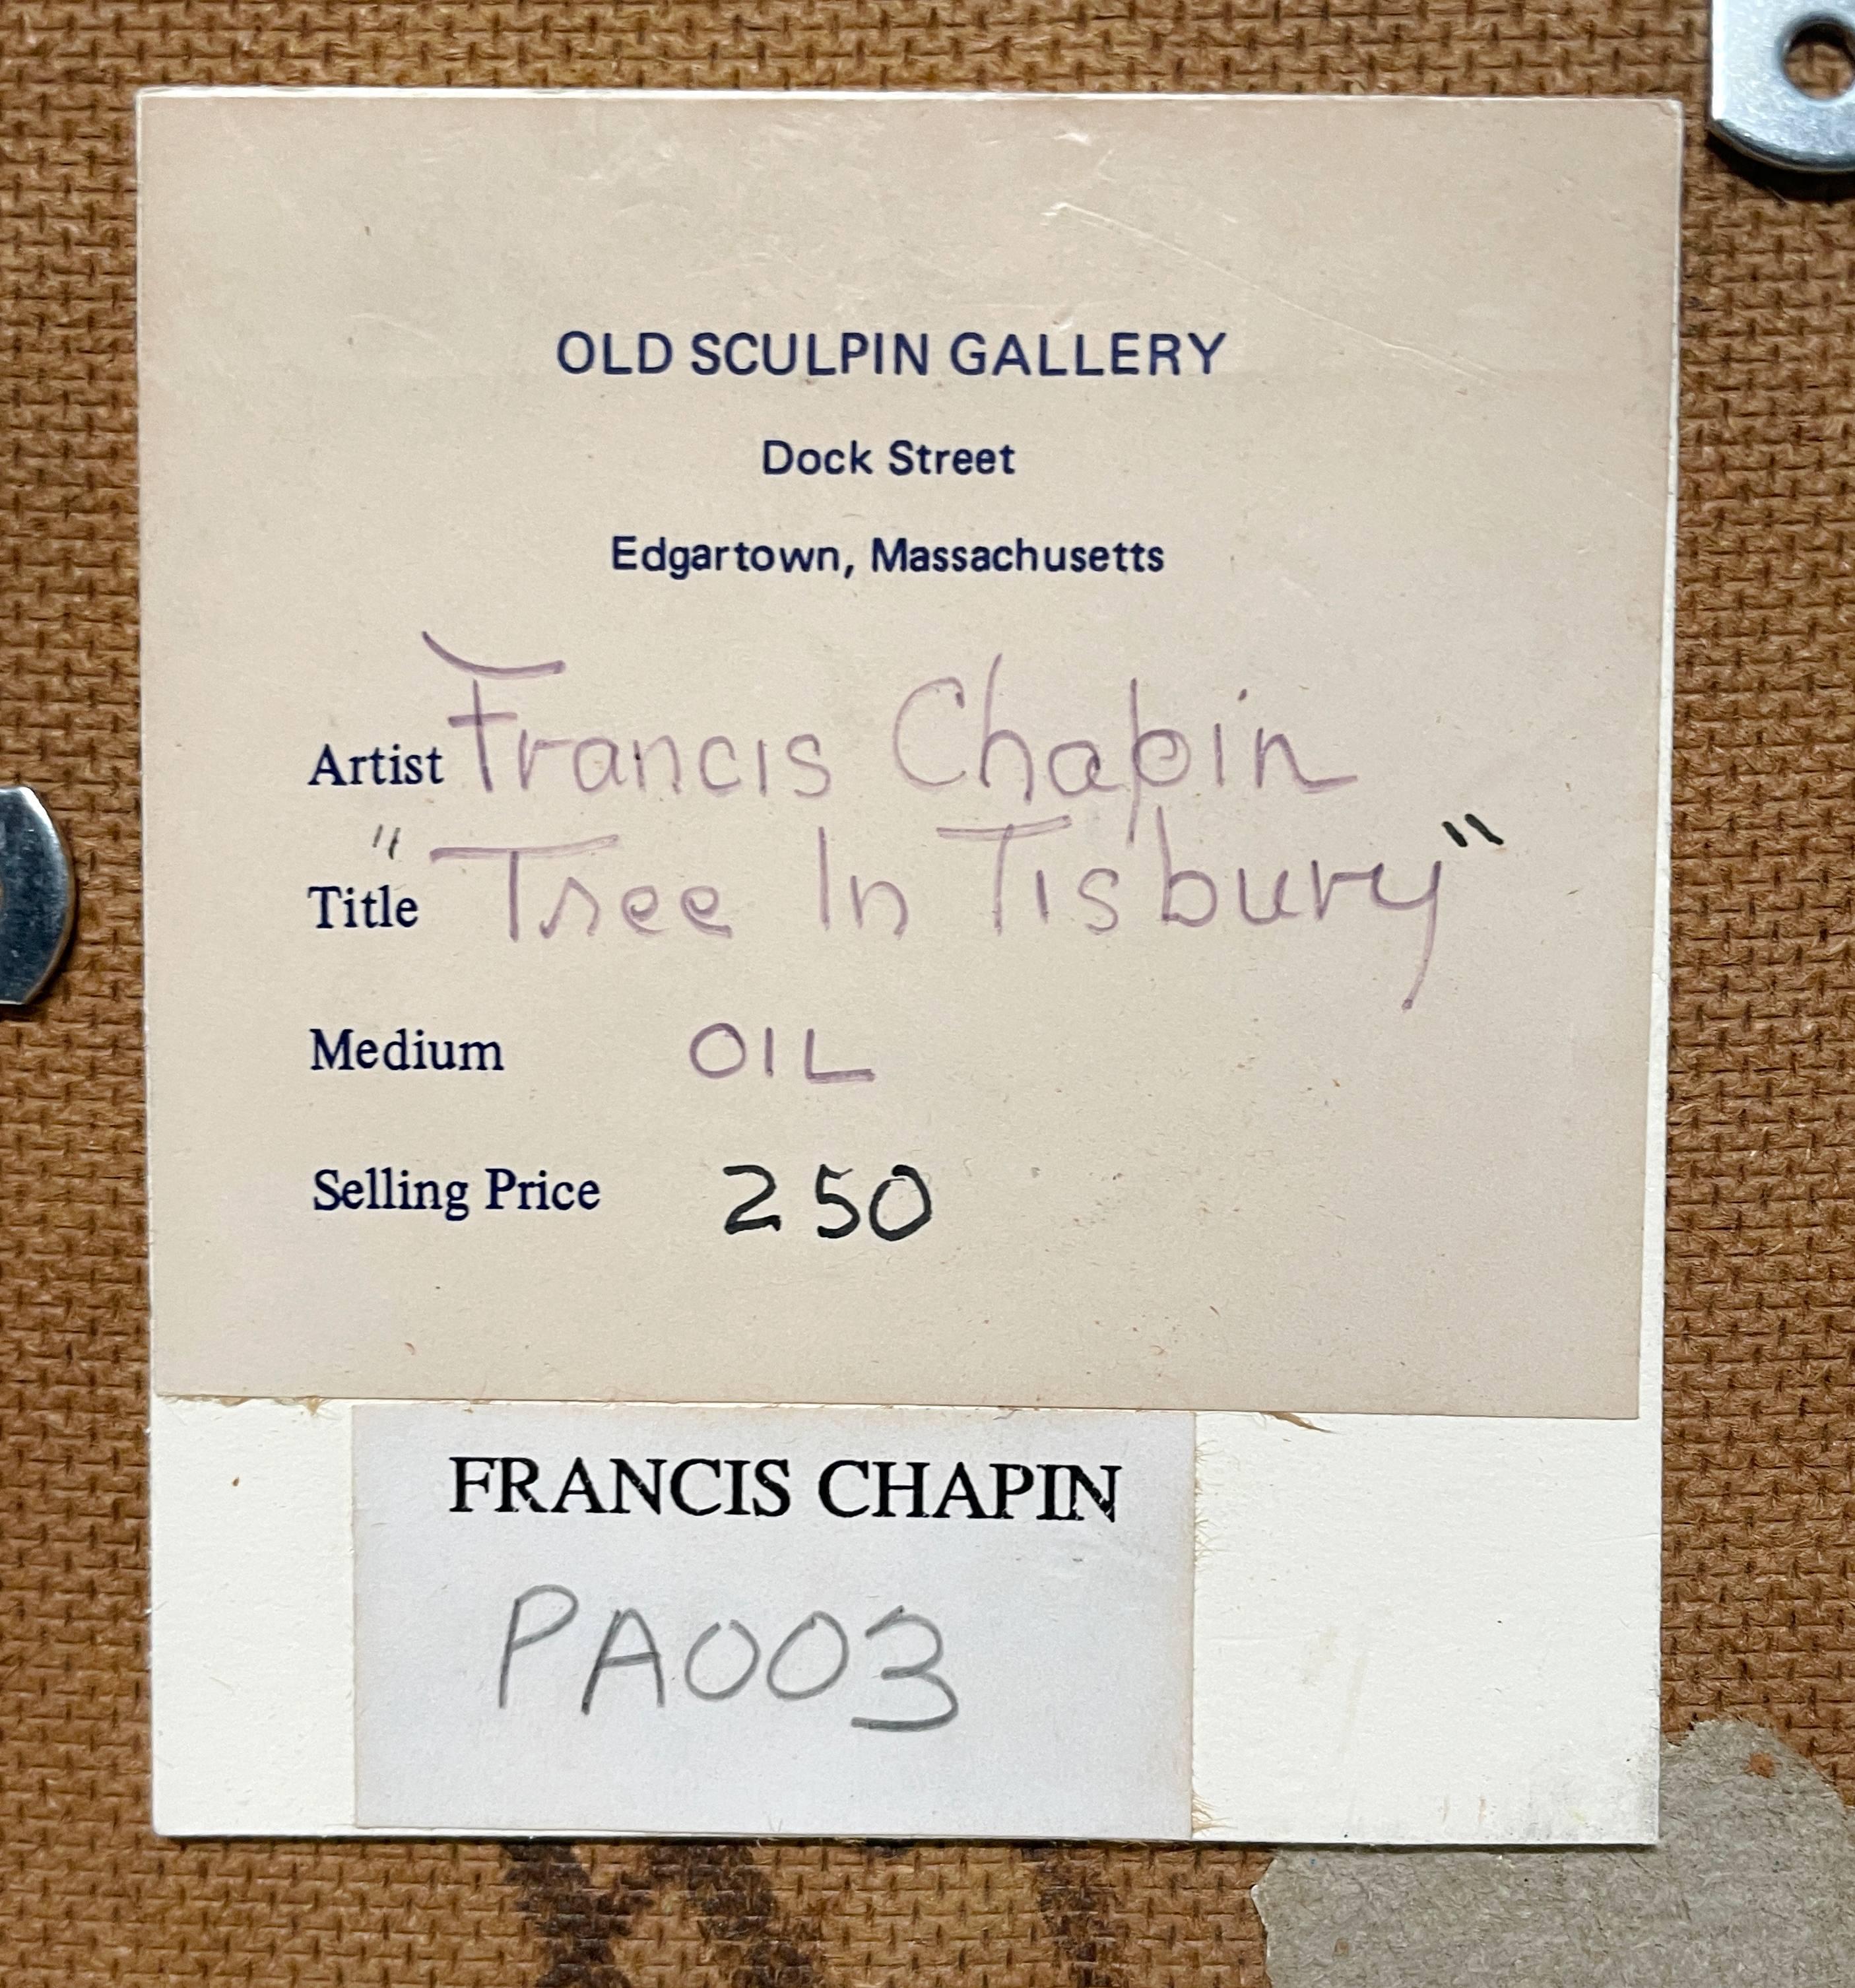 OLD SCULPIN GALLERY
Dock Street
Edgartown, Massachusetts
Artist Francis Chapin
Title "Tree In Tisbury"
Medium OIL
Selling Price 250
FRANCIS CHAPIN
PA003